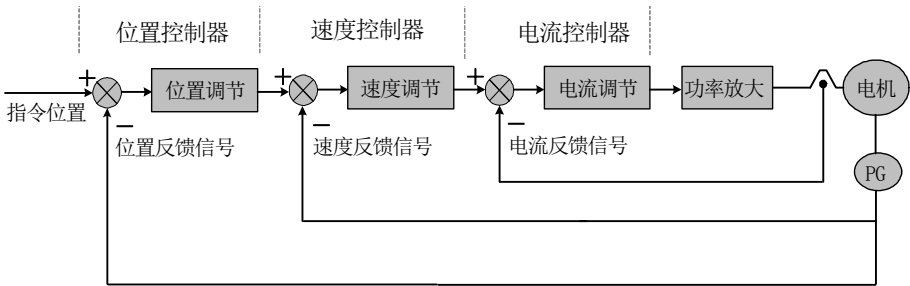 位置控制器
速度控制器
电流控制器
+
+
+
位置调节
速度调节
电流调节
功率放大
电机
指令位置
−
−
−
位置反馈信号
速度反馈信号
电流反馈信号
PG